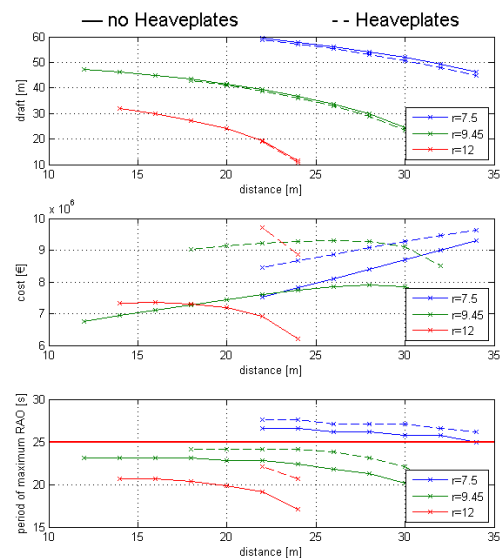 — no Heaveplates -- Heaveplates
60
50
40
30
20
10
draft [m]
r=7.5
r=9.45
r=12
10 15 20 25 30 35
distance [m]
x 10^6
10
9
8
7
6
cost [€]
r=7.5
r=9.45
r=12
10 15 20 25 30 35
distance [m]
30
25
20
15
period of maximum RAO [s]
r=7.5
r=9.45
r=12
10 15 20 25 30 35
distance [m]